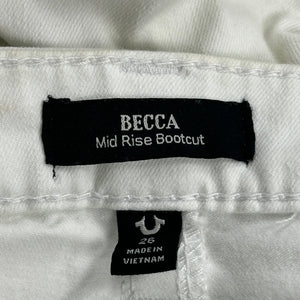 BECCA
Mid Rise Bootcut
26
MADE IN
VIETNAM